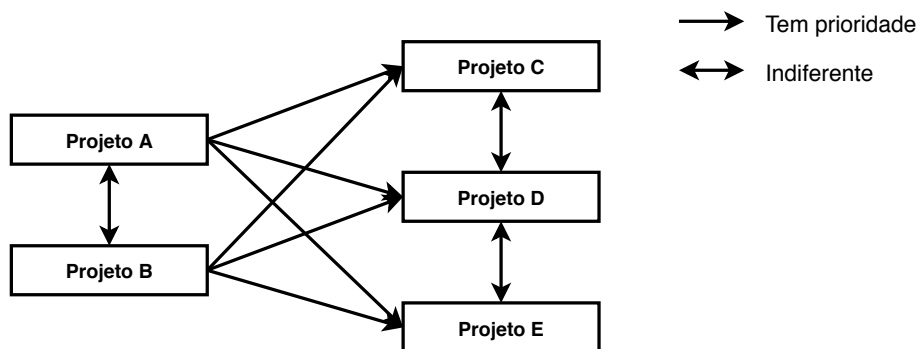 Tem prioridade
Indiferente
Projeto C
Projeto A
Projeto D
Projeto B
Projeto E